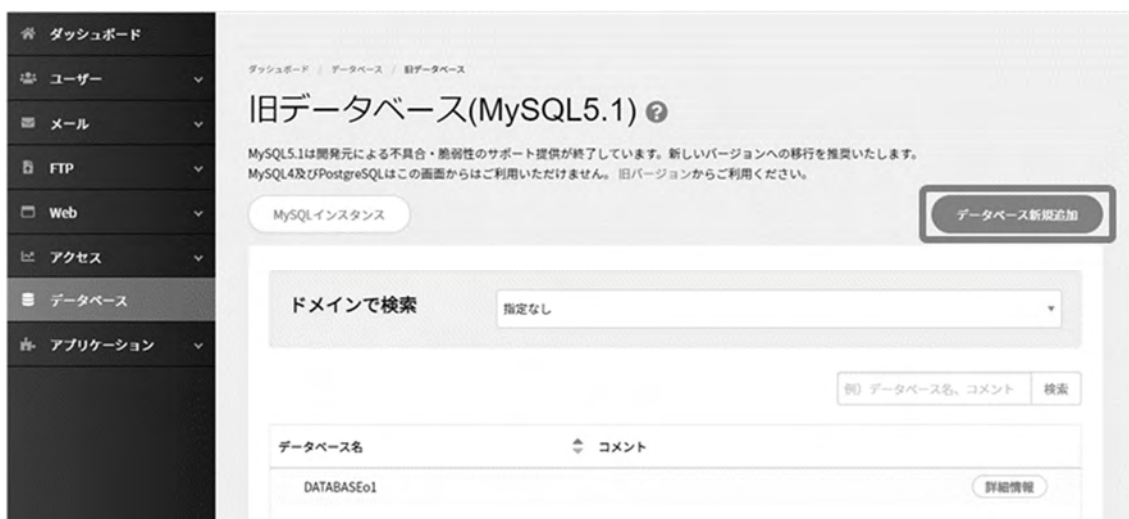 ダッシュボード
ユーザー
メール
FTP
Web
アクセス
データベース
アプリケーション
ダッシュボード / データベース / 旧データベース
旧データベース(MySQL5.1) ?
MySQL5.1は開発元による不具合・脆弱性のサポート提供が終了しています。新しいバージョンへの移行を推奨いたします。
MySQL4及びPostgreSQLはこの画面からはご利用いただけません。 旧バージョンからご利用ください。
MySQLインスタンス
データベース新規追加
ドメインで検索
指定なし
例）データベース名、コメント 検索
データベース名 コメント
DATABASEo1 詳細情報